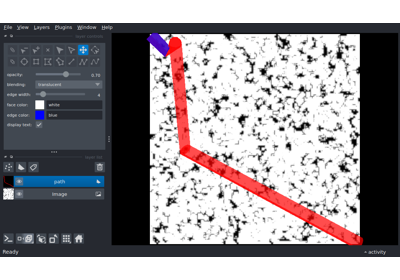 File View Layers Plugins Window Help
opacity: 0.70
blending: translucent
edge width: 4
face color: white
edge color: blue
display text: ✓
path
Image
Ready
activity